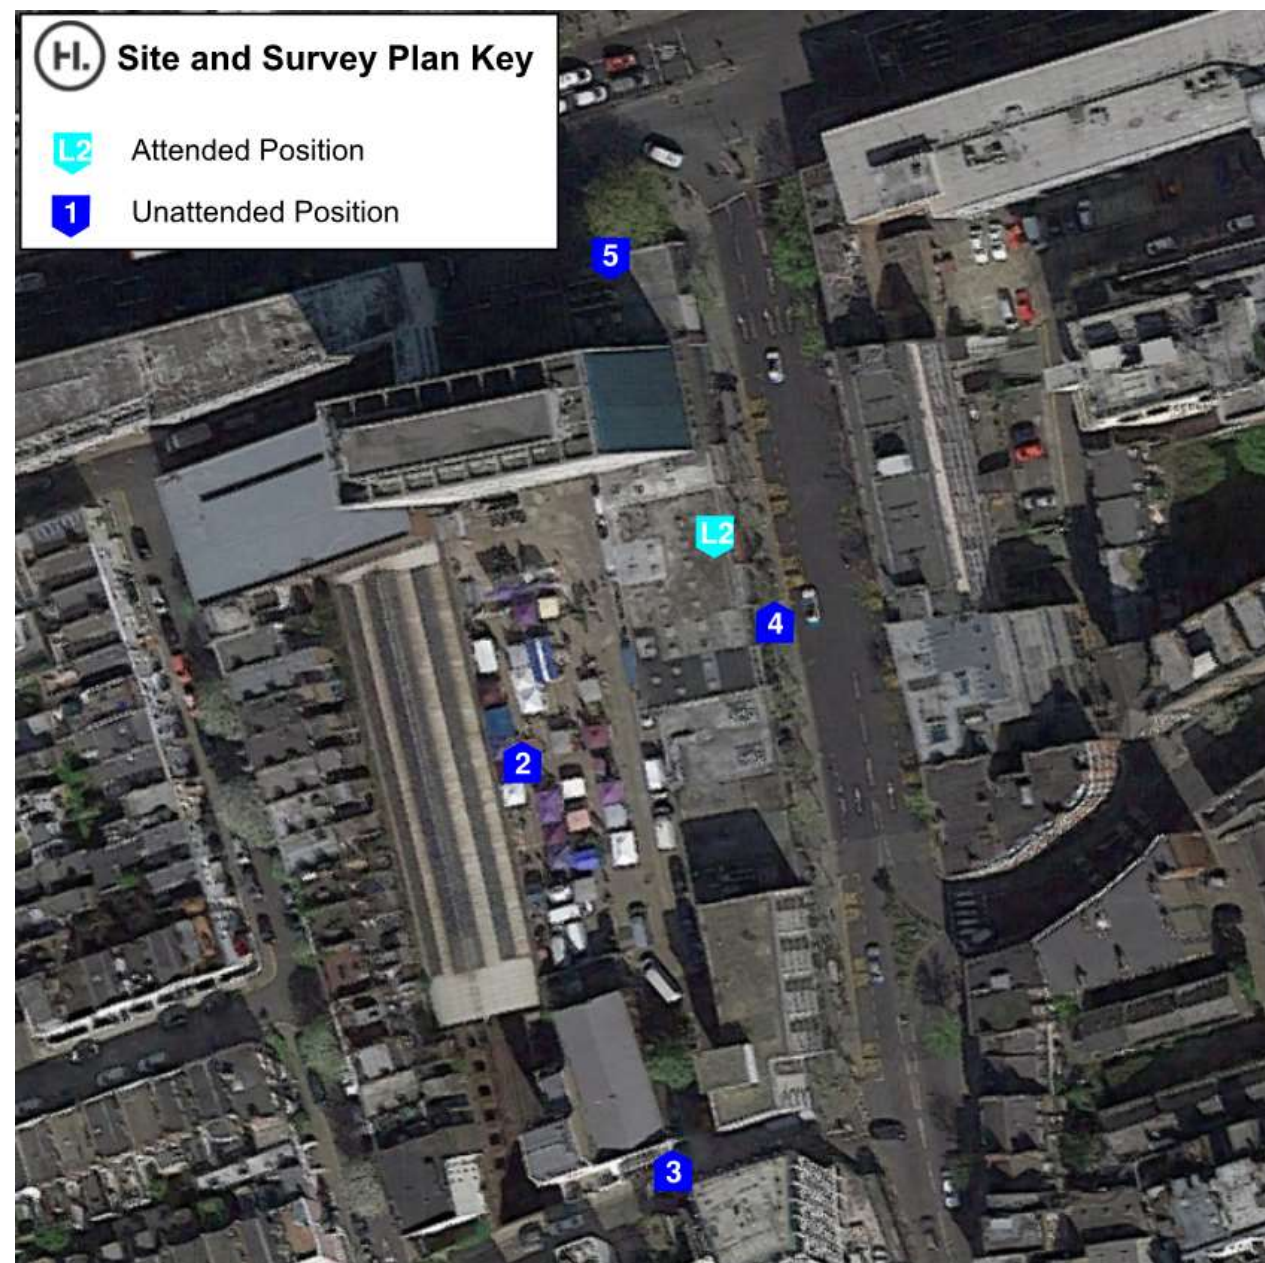 H. Site and Survey Plan Key
L2 Attended Position
1 Unattended Position
5
L2
4
2
3